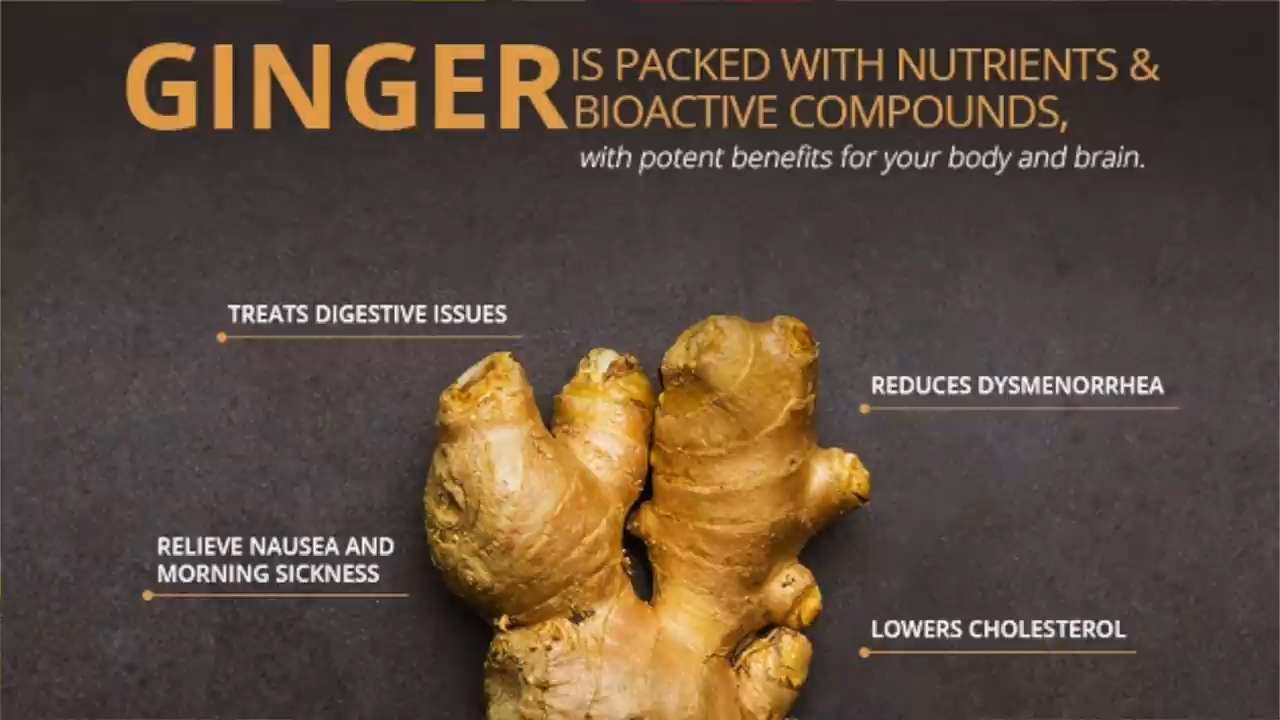 GINGER IS PACKED WITH NUTRIENTS &
BIOACTIVE COMPOUNDS,
with potent benefits for your body and brain.
TREATS DIGESTIVE ISSUES
REDUCES DYSMENORRHEA
RELIEVE NAUSEA AND
MORNING SICKNESS
LOWERS CHOLESTEROL